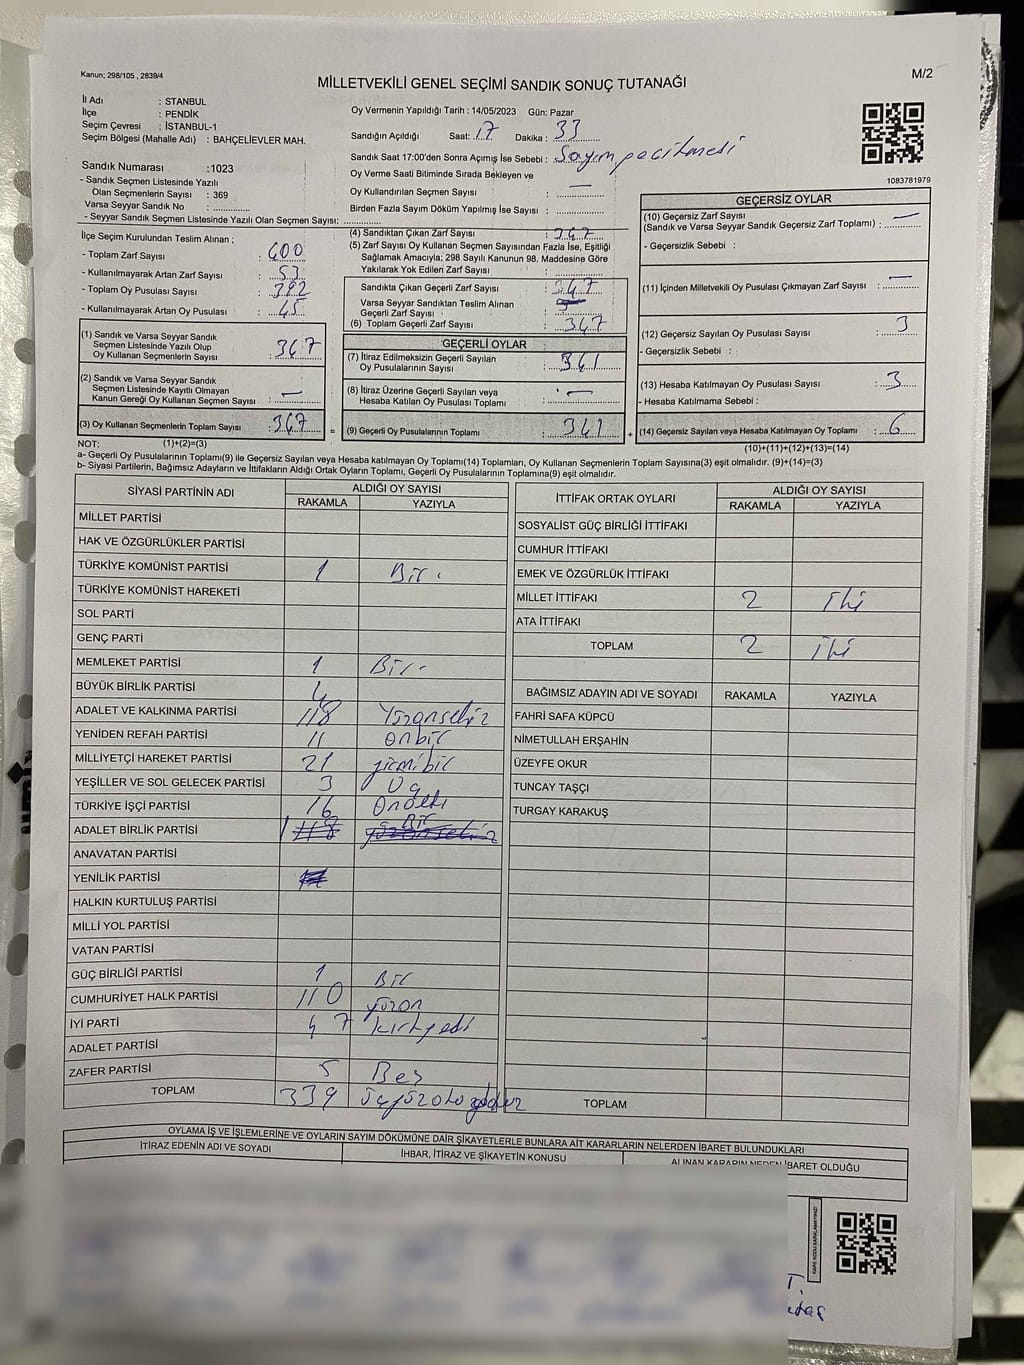 Kanun; 298/105 , 2839/4
MİLLETVEKİLİ GENEL SEÇİMİ SANDIK SONUÇ TUTANAĞI
M/2
İl Adı : STANBUL
İlçe : PENDİK
Seçim Çevresi : İSTANBUL-1
Seçim Bölgesi (Mahalle Adı) : BAHÇELİEVLER MAH.
Sandık Numarası :1023
- Sandık Seçmen Listesinde Yazılı
Olan Seçmenlerin Sayısı : 369
Varsa Seyyar Sandık No :
- Seyyar Sandık Seçmen Listesinde Yazılı Olan Seçmen Sayısı:
Oy Vermenin Yapıldığı Tarih : 14/05/2023 Gün: Pazar
Sandığın Açıldığı Saat: 17 Dakika : 33
Sandık Saat 17:00'den Sonra Açımış İse Sebebi :
Oy Verme Saati Bitiminde Sırada Bekleyen ve
Oy Kullandırılan Seçmen Sayısı : —
Birden Fazla Sayım Döküm Yapılmış İse Sayısı :
1083781979
İlçe Seçim Kurulundan Teslim Alınan ;
- Toplam Zarf Sayısı : 400
- Kullanılmayarak Artan Zarf Sayısı : 53
- Toplam Oy Pusulası Sayısı : 392
- Kullanılmayarak Artan Oy Pusulası : 45
(1) Sandık ve Varsa Seyyar Sandık
Seçmen Listesinde Yazılı Olup
Oy Kullanan Seçmenlerin Sayısı : 347
(2) Sandık ve Varsa Seyyar Sandık
Seçmen Listesinde Kayıtlı Olmayan
Kanun Gereği Oy Kullanan Seçmen Sayısı : —
(3) Oy Kullanan Seçmenlerin Toplam Sayısı : 347 =
(4) Sandıktan Çıkan Zarf Sayısı : 347
(5) Zarf Sayısı Oy Kullanan Seçmen Sayısından Fazla İse, Eşitliği
Sağlamak Amacıyla; 298 Sayılı Kanunun 98. Maddesine Göre
Yakılarak Yok Edilen Zarf Sayısı :
Sandıkta Çıkan Geçerli Zarf Sayısı : 347
Varsa Seyyar Sandıktan Teslim Alınan
Geçerli Zarf Sayısı :
(6) Toplam Geçerli Zarf Sayısı : 347
GEÇERLİ OYLAR
(7) İtiraz Edilmeksizin Geçerli Sayılan
Oy Pusulalarının Sayısı : 341
(8) İtiraz Üzerine Geçerli Sayılan veya
Hesaba Katılan Oy Pusulası Toplamı : —
(9) Geçerli Oy Pusulalarının Toplamı : 341 +
GEÇERSİZ OYLAR
(10) Geçersiz Zarf Sayısı
(Sandık ve Varsa Seyyar Sandık Geçersiz Zarf Toplamı) : —
- Geçersizlik Sebebi :
(11) İçinden Milletvekili Oy Pusulası Çıkmayan Zarf Sayısı : —
(12) Geçersiz Sayılan Oy Pusulası Sayısı : 3
- Geçersizlik Sebebi :
(13) Hesaba Katılmayan Oy Pusulası Sayısı : 3
- Hesaba Katılmama Sebebi :
(14) Geçersiz Sayılan veya Hesaba Katılmayan Oy Toplamı : 6
NOT: (1)+(2)=(3)
(10)+(11)+(12)+(13)=(14)
a- Geçerli Oy Pusulalarının Toplamı(9) ile Geçersiz Sayılan veya Hesaba katılmayan Oy Toplamı(14) Toplamları, Oy Kullanan Seçmenlerin Toplam Sayısına(3) eşit olmalıdır. (9)+(14)=(3)
b- Siyasi Partilerin, Bağımsız Adayların ve İttifakların Aldığı Ortak Oyların Toplamı, Geçerli Oy Pusulalarının Toplamına(9) eşit olmalıdır.
SİYASİ PARTİNİN ADI ALDIĞI OY SAYISI
RAKAMLA YAZIYLA
MİLLET PARTİSİ
HAK VE ÖZGÜRLÜKLER PARTİSİ
TÜRKİYE KOMÜNİST PARTİSİ 1 Bir.
TÜRKİYE KOMÜNİST HAREKETİ
SOL PARTİ
GENÇ PARTİ
MEMLEKET PARTİSİ 1 Bir.
BÜYÜK BİRLİK PARTİSİ 4
ADALET VE KALKINMA PARTİSİ 118 Yüzonsekiz
YENİDEN REFAH PARTİSİ 11 onbir
MİLLİYETÇİ HAREKET PARTİSİ 21 yirmibir
YEŞİLLER VE SOL GELECEK PARTİSİ 3 Üç
TÜRKİYE İŞÇİ PARTİSİ 16 Onaltı
ADALET BİRLİK PARTİSİ 1 Bir
ANAVATAN PARTİSİ
YENİLİK PARTİSİ
HALKIN KURTULUŞ PARTİSİ
MİLLİ YOL PARTİSİ
VATAN PARTİSİ
GÜÇ BİRLİĞİ PARTİSİ 1 Bir
CUMHURİYET HALK PARTİSİ 110 yüzon
İYİ PARTİ 47 kırkyedi
ADALET PARTİSİ
ZAFER PARTİSİ 5 Beş
TOPLAM 339 üçyüzotuzdokuz
İTTİFAK ORTAK OYLARI ALDIĞI OY SAYISI
RAKAMLA YAZIYLA
SOSYALİST GÜÇ BİRLİĞİ İTTİFAKI
CUMHUR İTTİFAKI
EMEK VE ÖZGÜRLÜK İTTİFAKI
MİLLET İTTİFAKI 2 iki
ATA İTTİFAKI
TOPLAM 2 iki
BAĞIMSIZ ADAYIN ADI VE SOYADI RAKAMLA YAZIYLA
FAHRİ SAFA KÜPCÜ
NİMETULLAH ERŞAHİN
ÜZEYFE OKUR
TUNCAY TAŞÇI
TURGAY KARAKUŞ
TOPLAM
OYLAMA İŞ VE İŞLEMLERİNE VE OYLARIN SAYIM DÖKÜMÜNE DAİR ŞİKAYETLERLE BUNLARA AİT KARARLARIN NELERDEN İBARET BULUNDUKLARI
İTİRAZ EDENİN ADI VE SOYADI İHBAR, İTİRAZ VE ŞİKAYETİN KONUSU ALINAN KARARIN NEDEN İBARET OLDUĞU